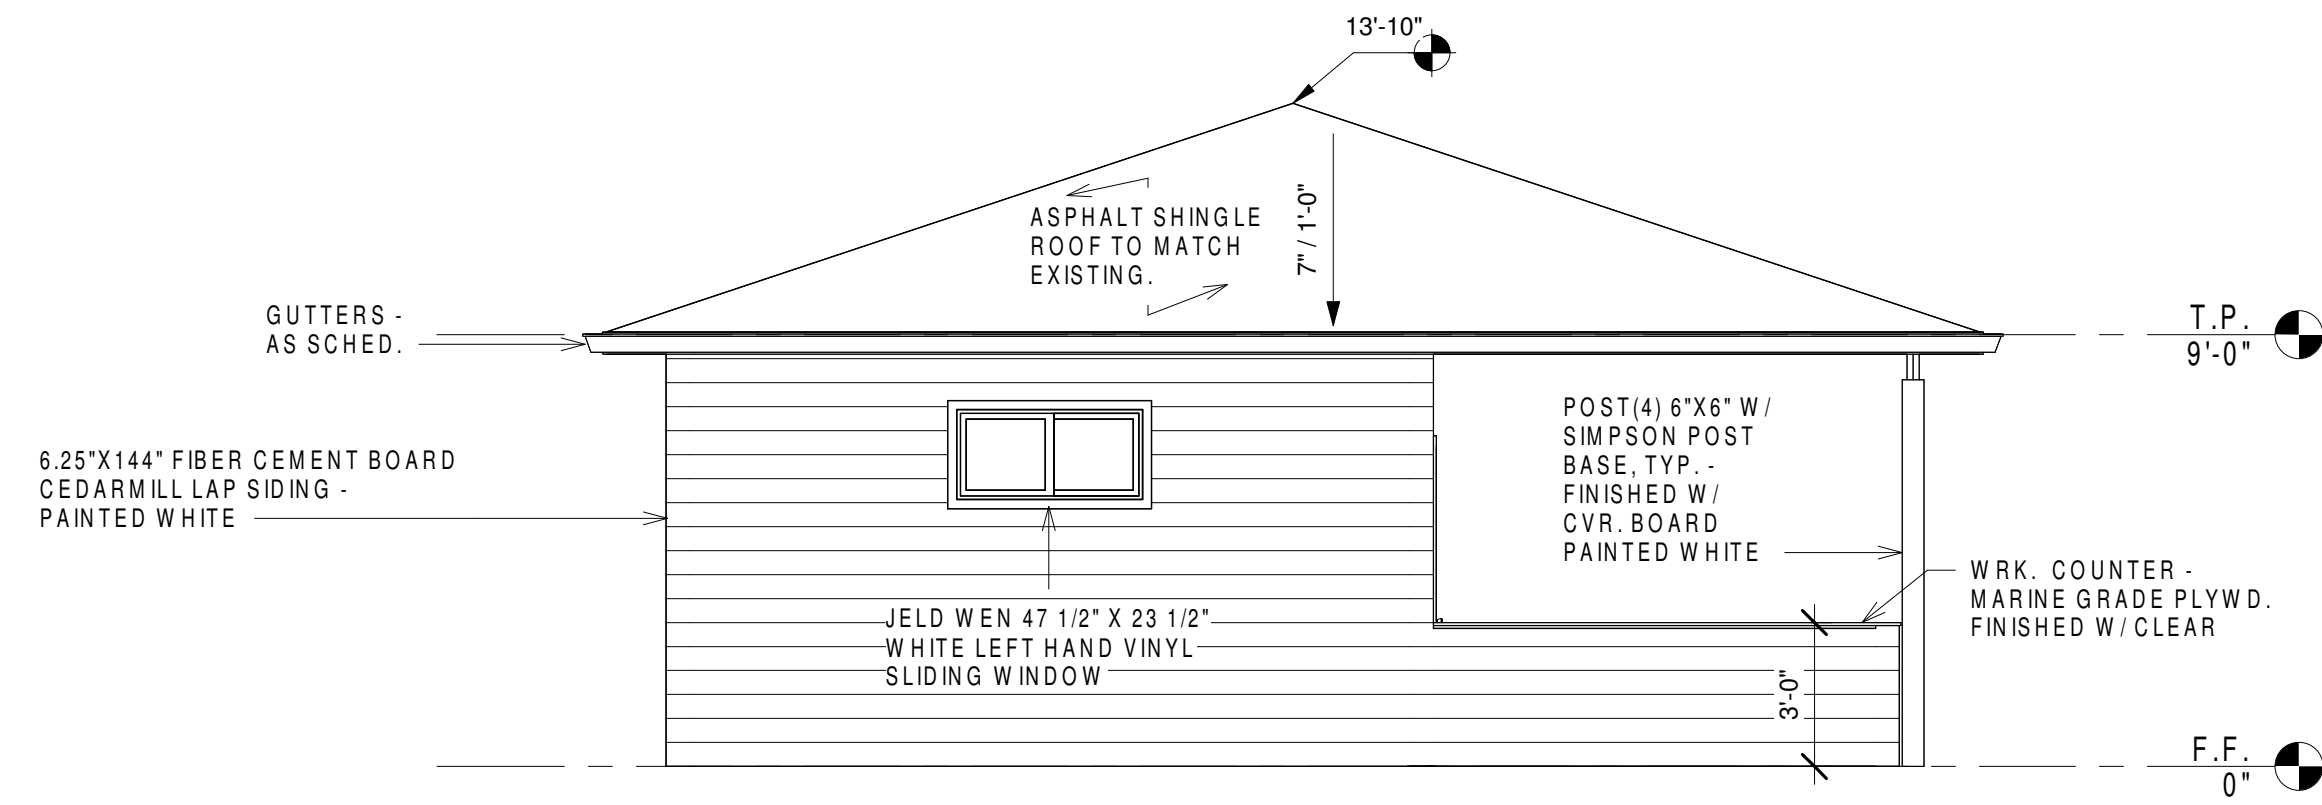 13'-10"
ASPHALT SHINGLE
ROOF TO MATCH
EXISTING.
7" / 1'-0"
GUTTERS -
AS SCHED.
T.P.
9'-0"
6.25"X144" FIBER CEMENT BOARD
CEDARMILL LAP SIDING -
PAINTED WHITE
POST(4) 6"X6" W/
SIMPSON POST
BASE, TYP. -
FINISHED W/
CVR. BOARD
PAINTED WHITE
WRK. COUNTER -
MARINE GRADE PLYWD.
FINISHED W/ CLEAR
JELD WEN 47 1/2" X 23 1/2"
WHITE LEFT HAND VINYL
SLIDING WINDOW
3'-0"
F.F.
0"